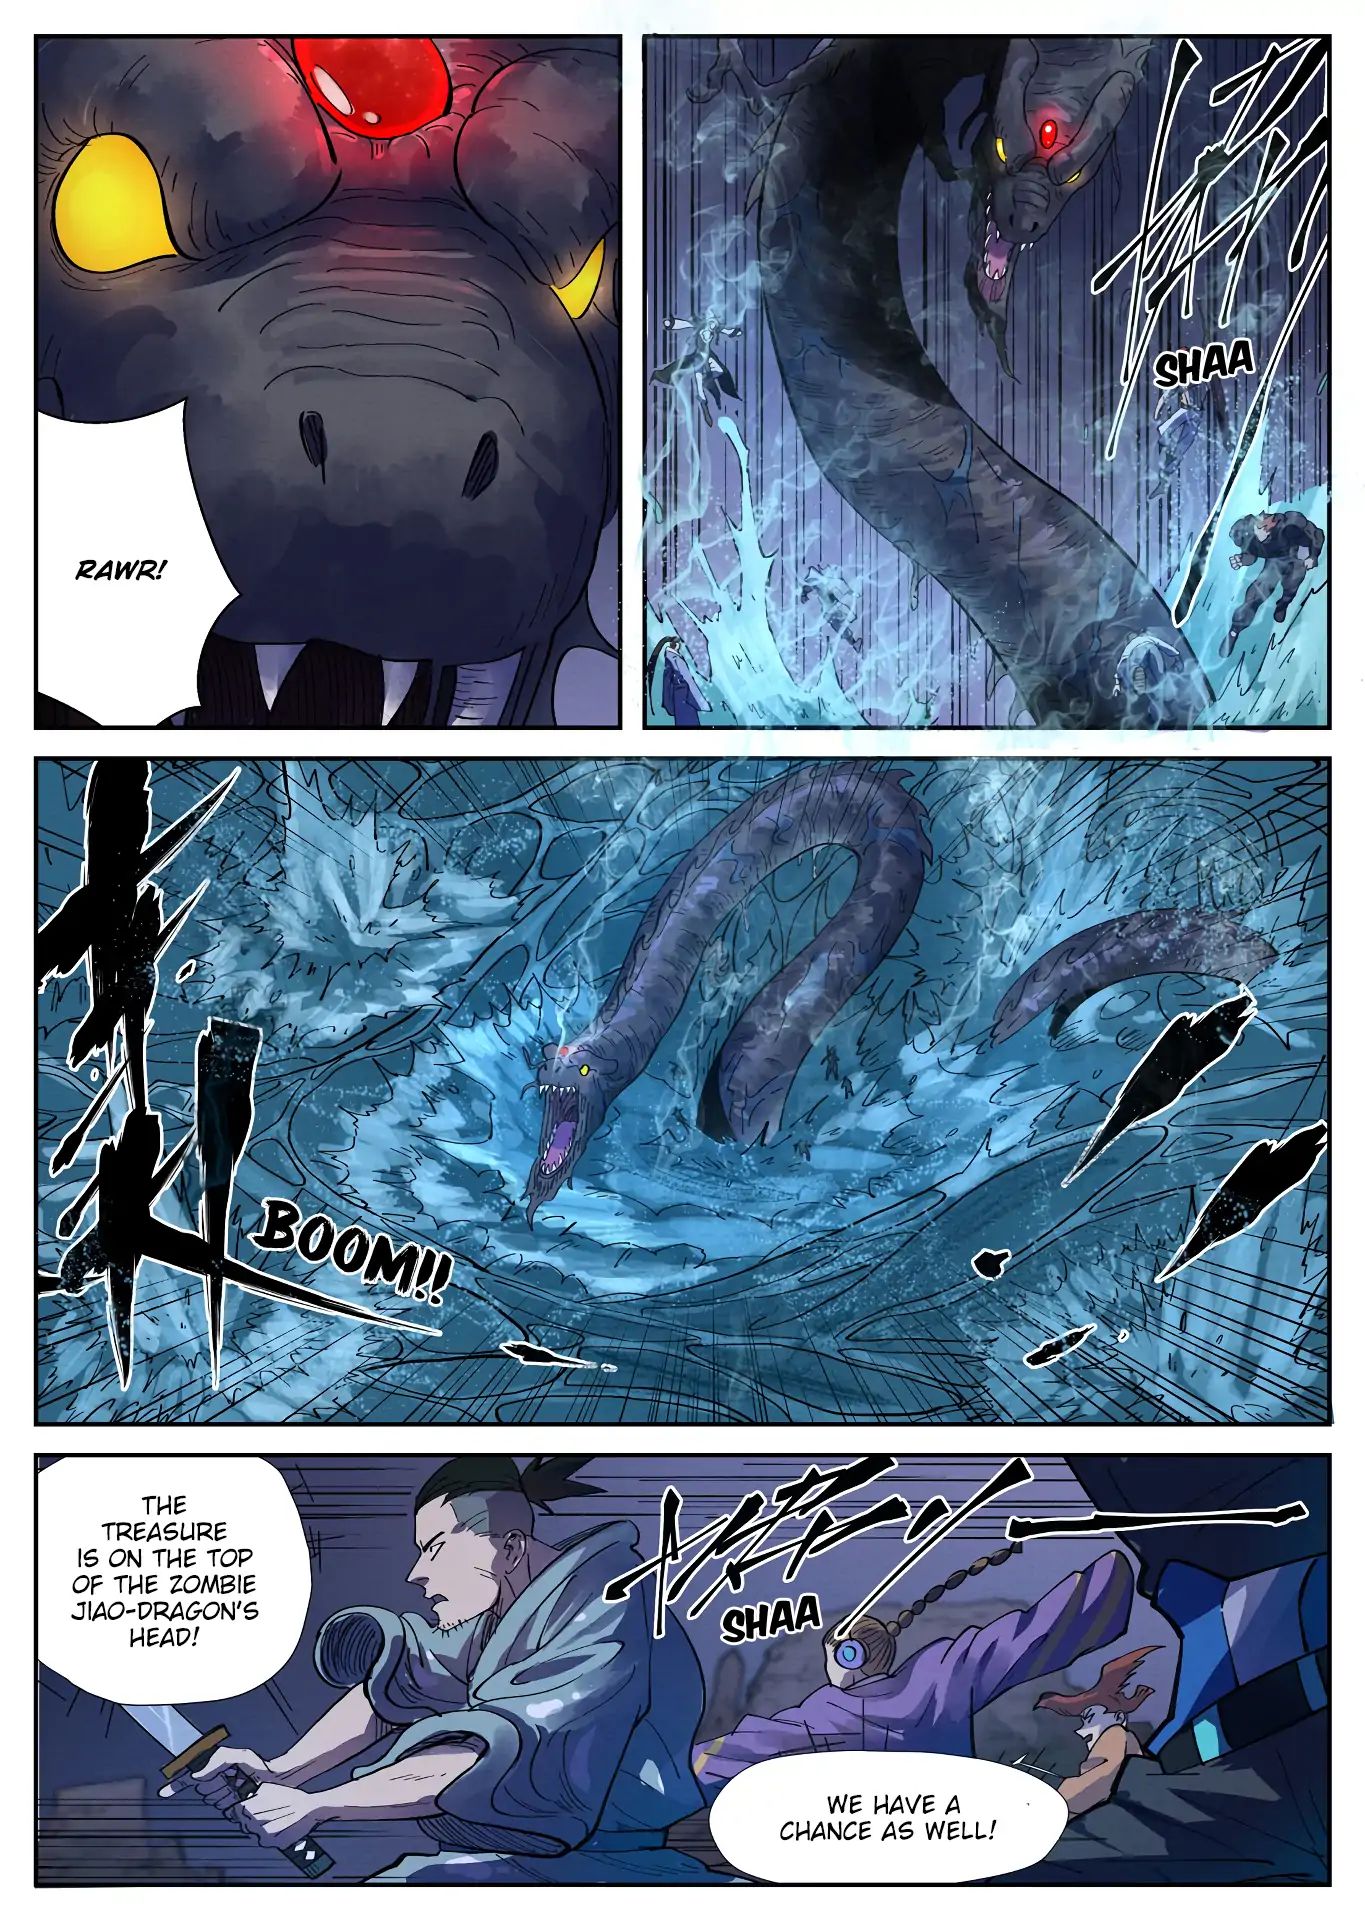 RAWR!
SHAA
BOOM!!
THE
TREASURE
IS ON THE TOP
OF THE ZOMBIE
JIAO-DRAGON'S
HEAD!
SHAA
WE HAVE A
CHANCE AS WELL!